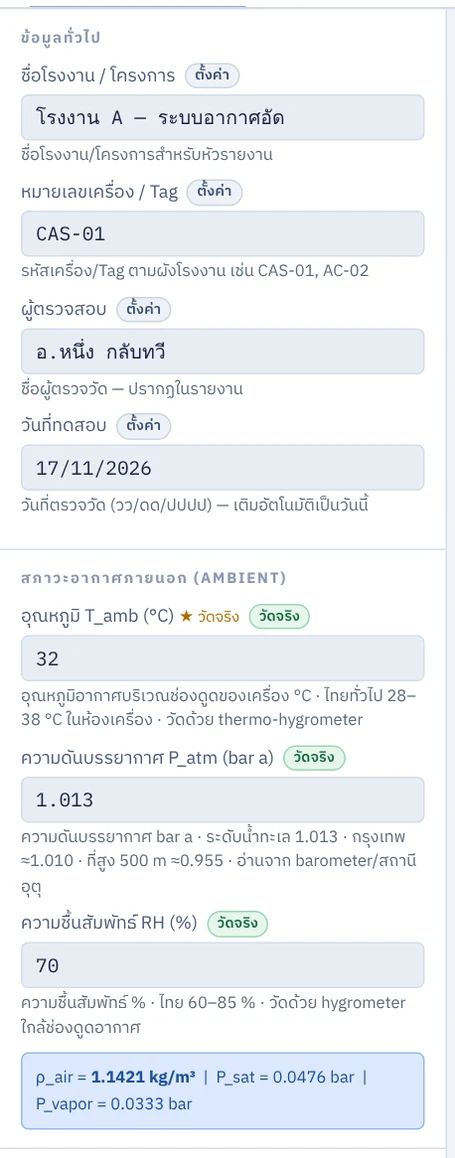 ข้อมูลทั่วไป
ชื่อโรงงาน / โครงการ ตั้งค่า
โรงงาน A — ระบบอากาศอัด
ชื่อโรงงาน/โครงการสำหรับหัวรายงาน
หมายเลขเครื่อง / Tag ตั้งค่า
CAS-01
รหัสเครื่อง/Tag ตามผังโรงงาน เช่น CAS-01, AC-02
ผู้ตรวจสอบ ตั้งค่า
อ.หนึ่ง กลับทวี
ชื่อผู้ตรวจวัด — ปรากฏในรายงาน
วันที่ทดสอบ ตั้งค่า
17/11/2026
วันที่ตรวจวัด (วว/ดด/ปปปป) — เติมอัตโนมัติเป็นวันนี้
สภาวะอากาศภายนอก (AMBIENT)
อุณหภูมิ T_amb (°C) ★ วัดจริง วัดจริง
32
อุณหภูมิอากาศบริเวณช่องดูดของเครื่อง °C · ไทยทั่วไป 28–
38 °C ในห้องเครื่อง · วัดด้วย thermo-hygrometer
ความดันบรรยากาศ P_atm (bar a) วัดจริง
1.013
ความดันบรรยากาศ bar a · ระดับน้ำทะเล 1.013 · กรุงเทพ
≈1.010 · ที่สูง 500 m ≈0.955 · อ่านจาก barometer/สถานี
อุตุ
ความชื้นสัมพัทธ์ RH (%) วัดจริง
70
ความชื้นสัมพัทธ์ % · ไทย 60–85 % · วัดด้วย hygrometer
ใกล้ช่องดูดอากาศ
ρ_air = 1.1421 kg/m³ | P_sat = 0.0476 bar |
P_vapor = 0.0333 bar